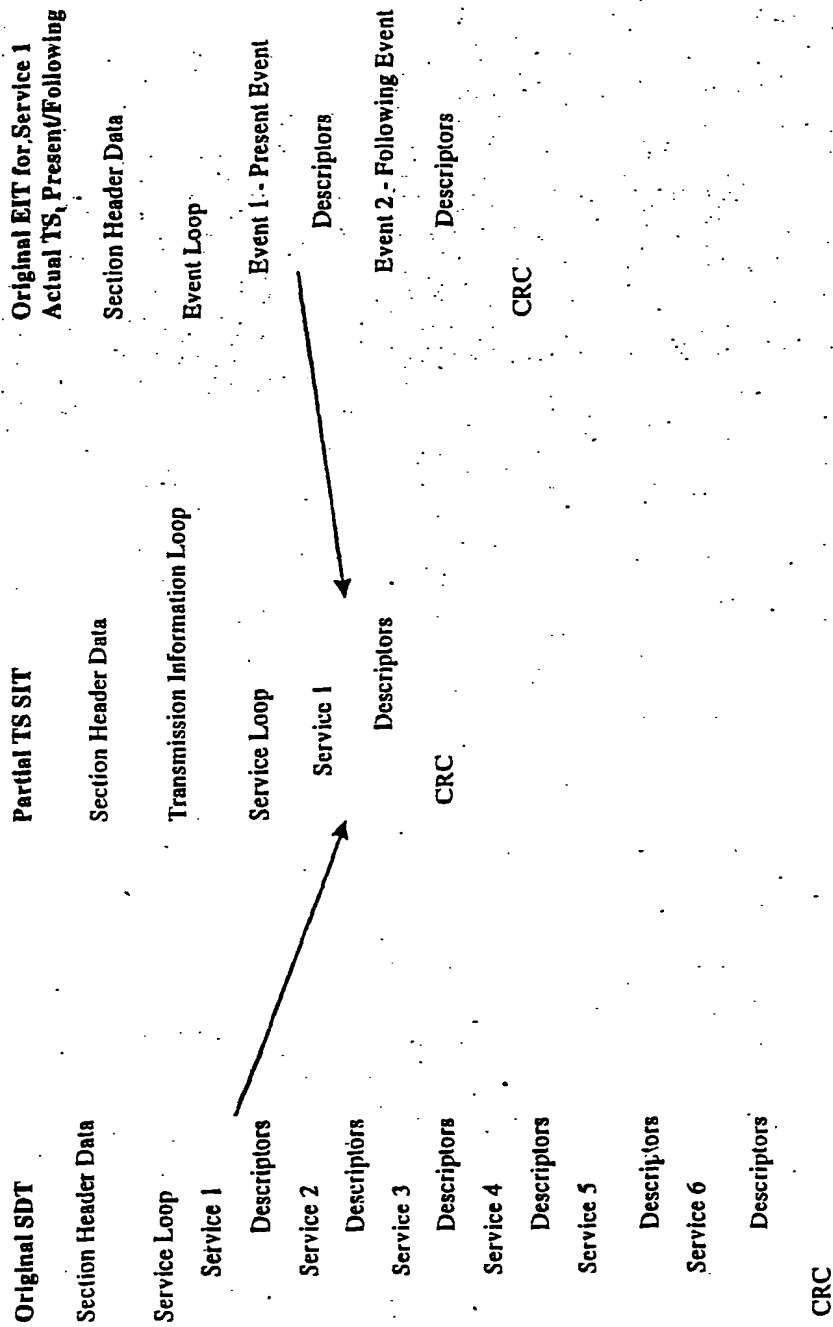 Original SDT
Section Header Data
Service Loop
Service 1
Descriptors
Service 2
Descriptors
Service 3
Descriptors
Service 4
Descriptors
Service 5
Descriptors
Service 6
Descriptors
CRC
Partial TS SIT
Section Header Data
Transmission Information Loop
Service Loop
Service 1
Descriptors
CRC
Original EIT for Service 1
Actual TS, Present/Following
Section Header Data
Event Loop
Event 1 - Present Event
Descriptors
Event 2 - Following Event
Descriptors
CRC